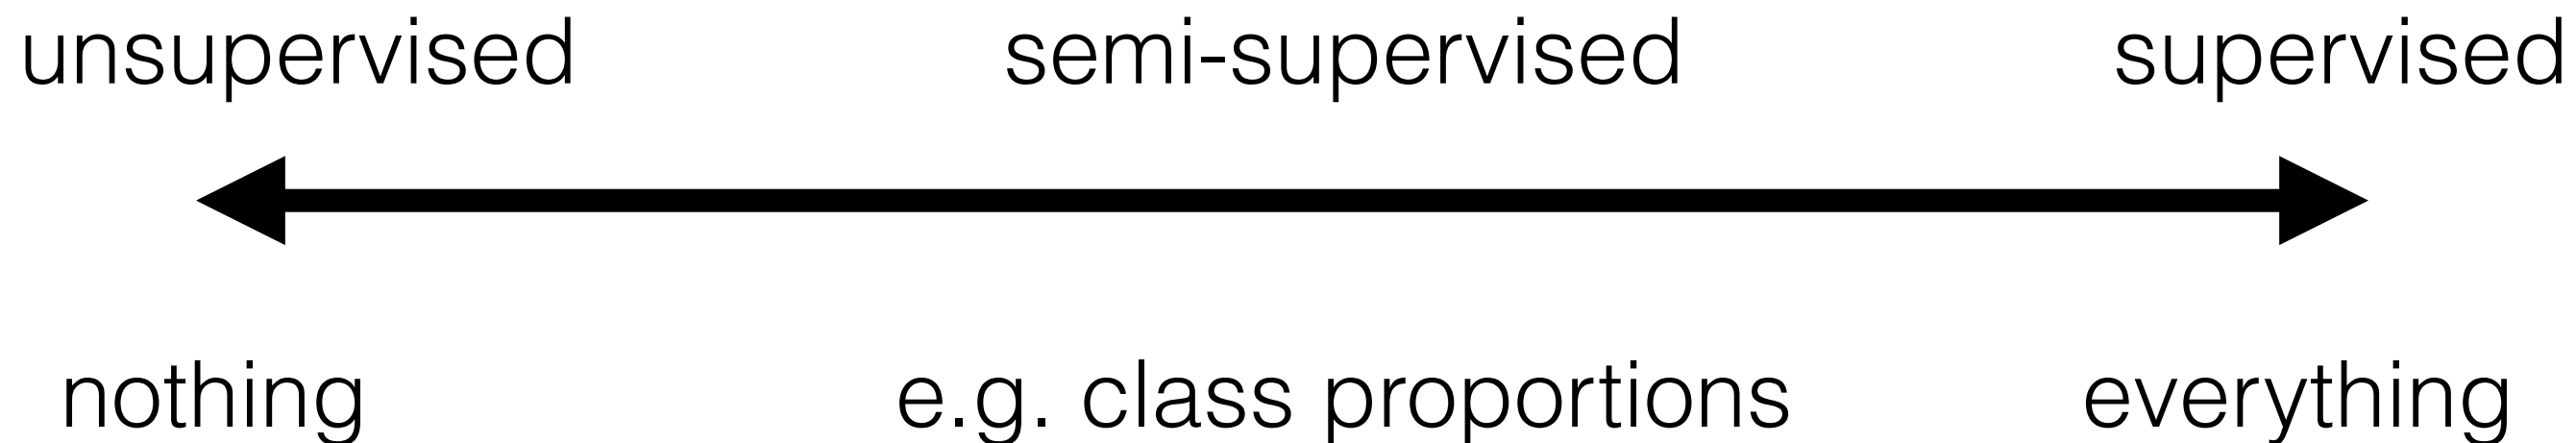 unsupervised semi-supervised supervised
nothing e.g. class proportions everything